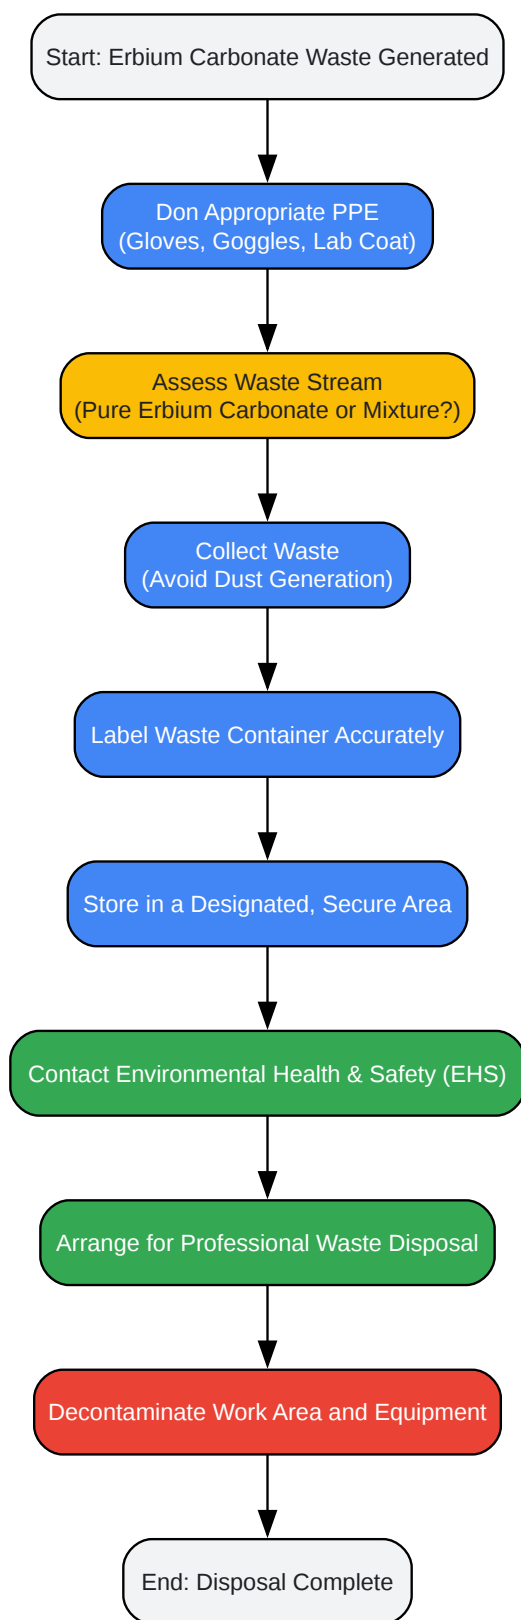 Start: Erbium Carbonate Waste Generated
Don Appropriate PPE
(Gloves, Goggles, Lab Coat)
Assess Waste Stream
(Pure Erbium Carbonate or Mixture?)
Collect Waste
(Avoid Dust Generation)
Label Waste Container Accurately
Store in a Designated, Secure Area
Contact Environmental Health & Safety (EHS)
Arrange for Professional Waste Disposal
Decontaminate Work Area and Equipment
End: Disposal Complete